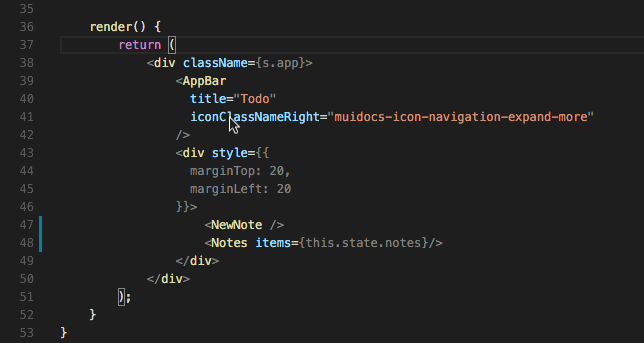 35
36     render() {
37         return (
38             <div className={s.app}>
39                 <AppBar
40                   title="Todo"
41                   iconClassNameRight="muidocs-icon-navigation-expand-more"
42                 />
43                 <div style={{
44                   marginTop: 20,
45                   marginLeft: 20
46                 }}>
47                     <NewNote />
48                     <Notes items={this.state.notes}/>
49                 </div>
50             </div>
51         );
52     }
53 }